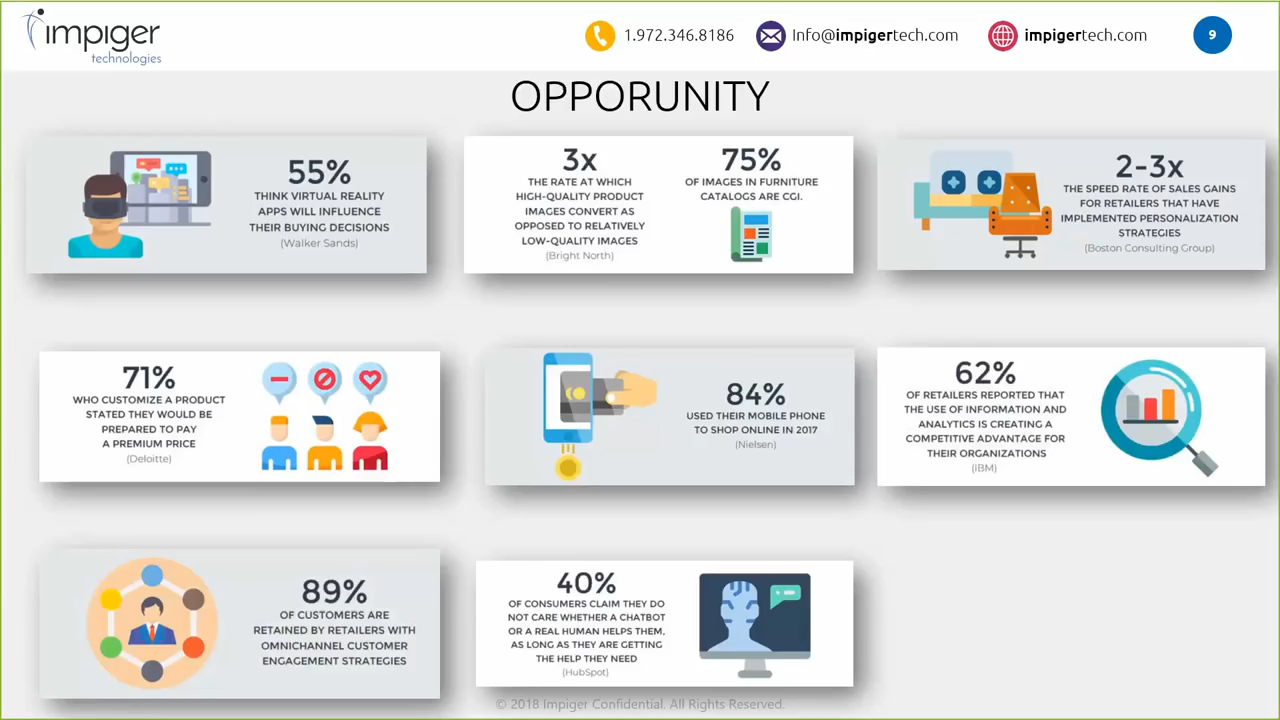 impiger
technologies
1.972.346.8186
Info@impigertech.com
impigertech.com
9
OPPORUNITY
55%
THINK VIRTUAL REALITY
APPS WILL INFLUENCE
THEIR BUYING DECISIONS
(Walker Sands)
3x
THE RATE AT WHICH
HIGH-QUALITY PRODUCT
IMAGES CONVERT AS
OPPOSED TO RELATIVELY
LOW-QUALITY IMAGES
(Bright North)
75%
OF IMAGES IN FURNITURE
CATALOGS ARE CGI.
2-3x
THE SPEED RATE OF SALES GAINS
FOR RETAILERS THAT HAVE
IMPLEMENTED PERSONALIZATION
STRATEGIES
(Boston Consulting Group)
71%
WHO CUSTOMIZE A PRODUCT
STATED THEY WOULD BE
PREPARED TO PAY
A PREMIUM PRICE
(Deloitte)
84%
USED THEIR MOBILE PHONE
TO SHOP ONLINE IN 2017
(Nielsen)
62%
OF RETAILERS REPORTED THAT
THE USE OF INFORMATION AND
ANALYTICS IS CREATING A
COMPETITIVE ADVANTAGE FOR
THEIR ORGANIZATIONS
(IBM)
89%
OF CUSTOMERS ARE
RETAINED BY RETAILERS WITH
OMNICHANNEL CUSTOMER
ENGAGEMENT STRATEGIES
40%
OF CONSUMERS CLAIM THEY DO
NOT CARE WHETHER A CHATBOT
OR A REAL HUMAN HELPS THEM,
AS LONG AS THEY ARE GETTING
THE HELP THEY NEED
(HubSpot)
© 2018 Impiger Confidential. All Rights Reserved.